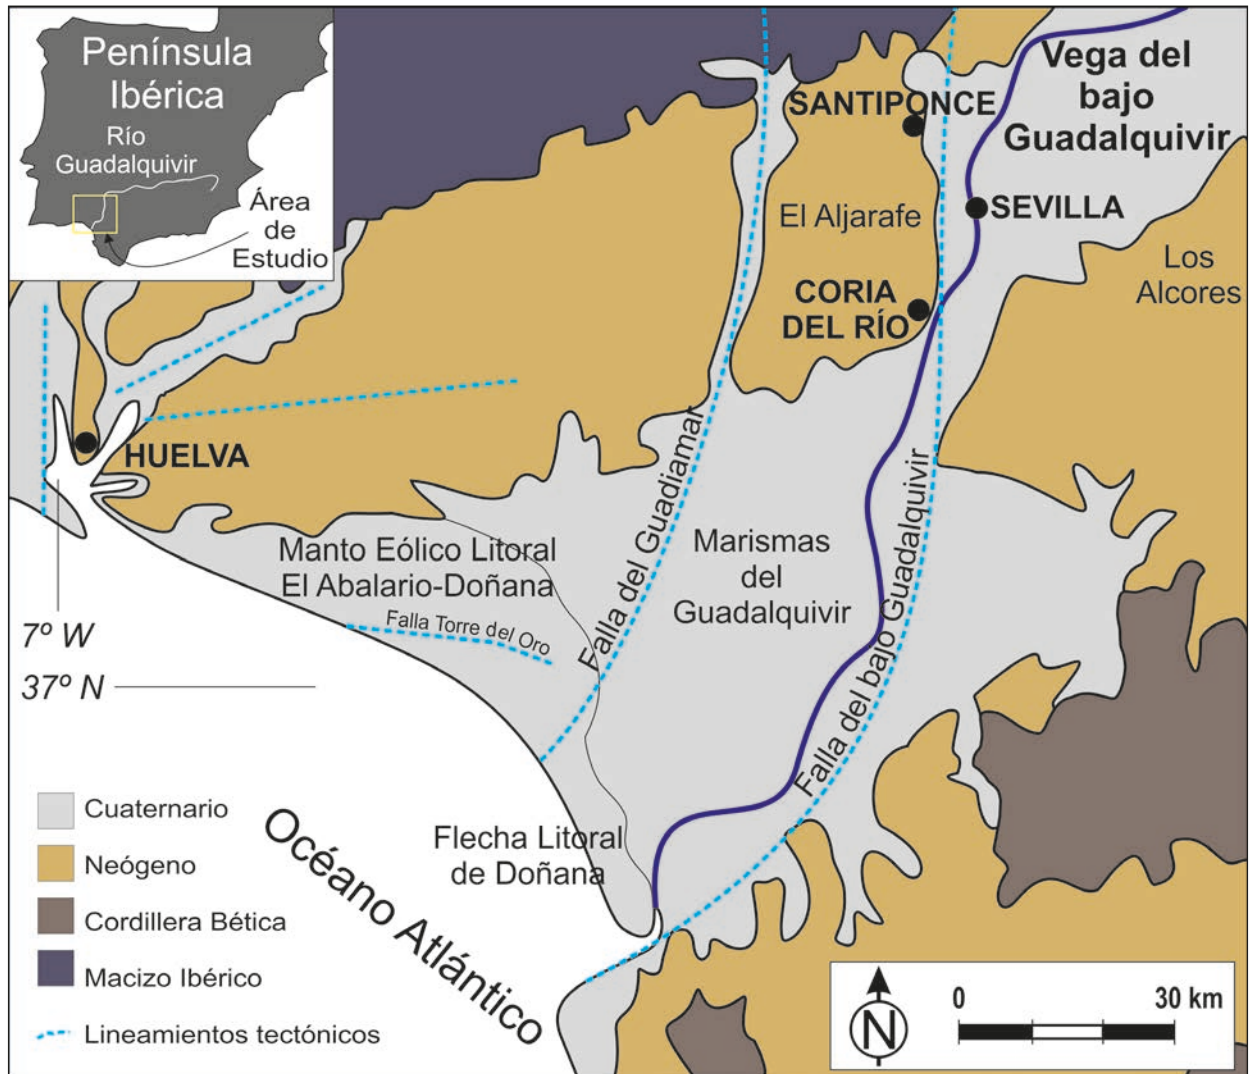 Península
Ibérica
Río
Guadalquivir
Área
de
Estudio
Vega del
bajo
Guadalquivir
SANTIPONCE
SEVILLA
El Aljarafe
Los
Alcores
CORIA
DEL RÍO
HUELVA
Manto Eólico Litoral
El Abalario-Doñana
Falla Torre del Oro
Falla del Guadiamar
Marismas
del
Guadalquivir
Falla del bajo Guadalquivir
7º W
37º N
Flecha Litoral
de Doñana
Océano Atlántico
Cuaternario
Neógeno
Cordillera Bética
Macizo Ibérico
Lineamientos tectónicos
N
0 30 km